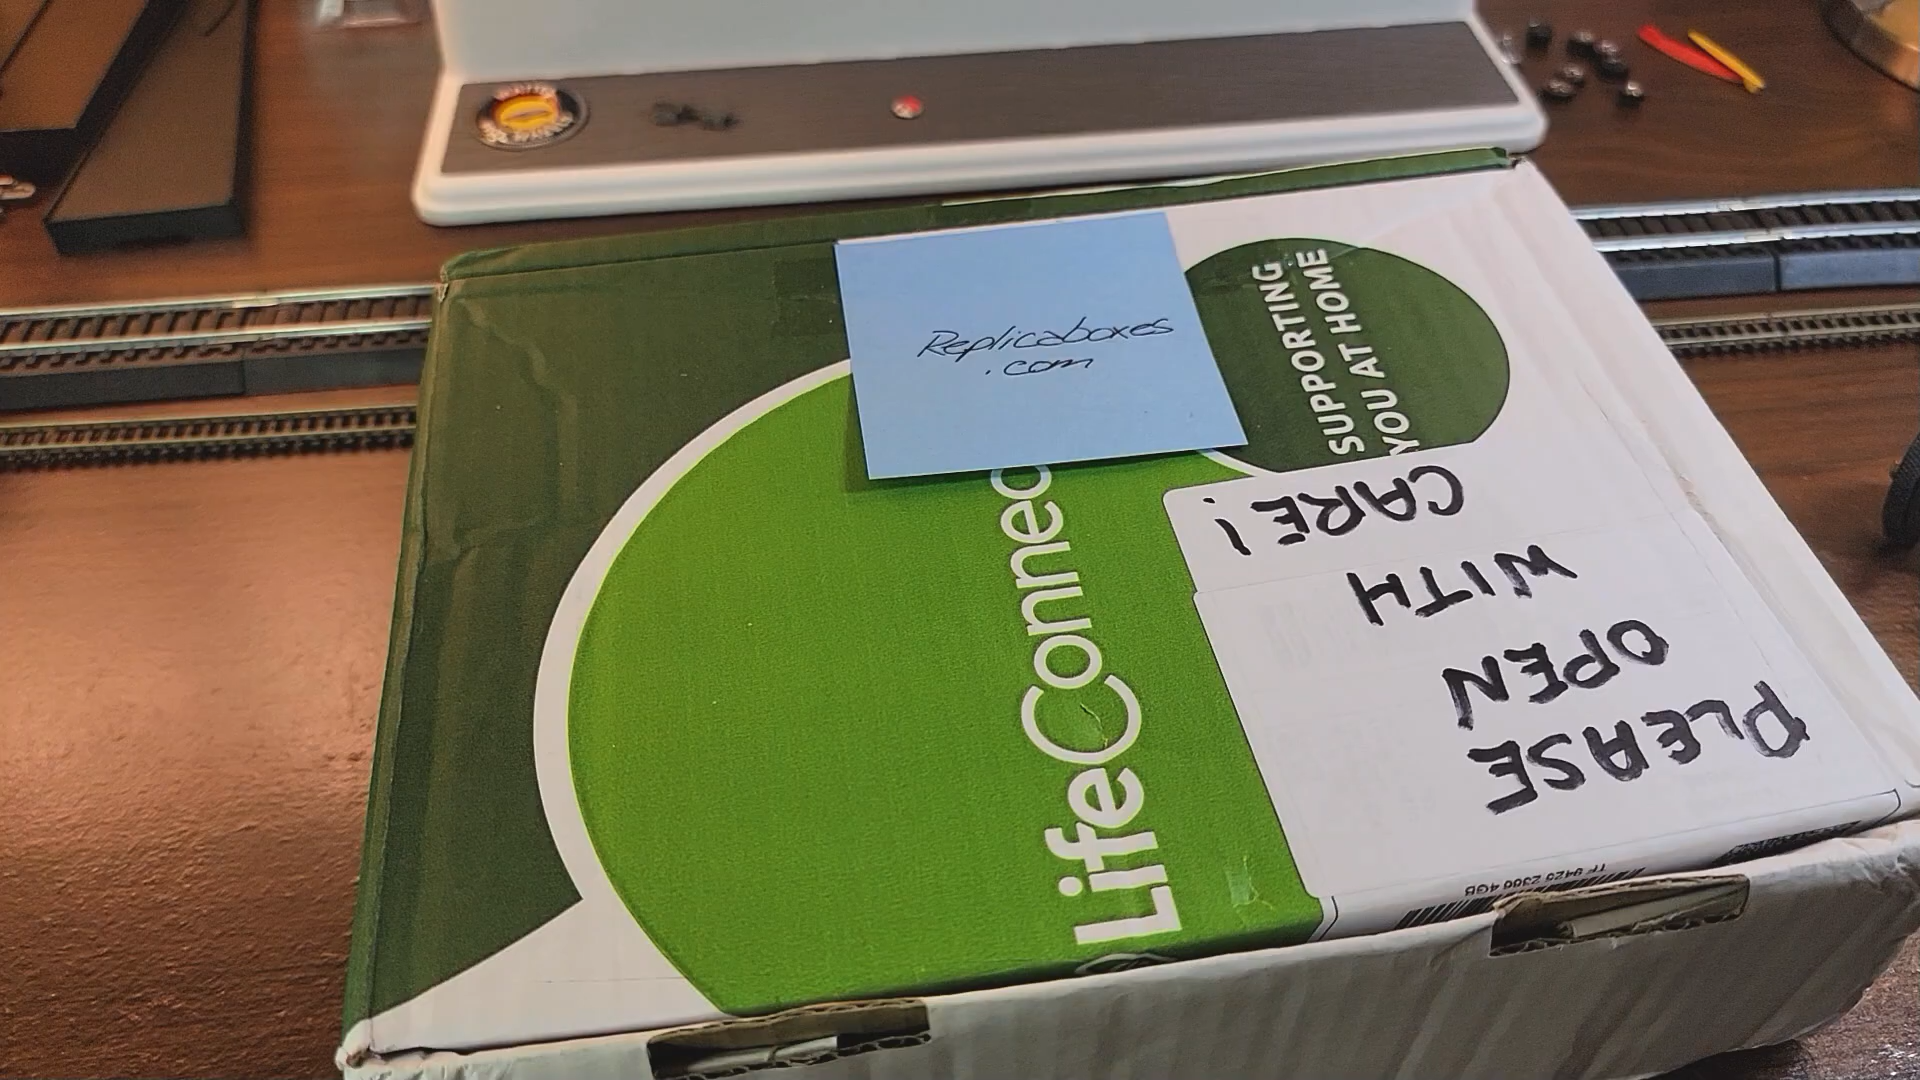 Replicaboxes
.com
SUPPORTING
YOU AT HOME
LifeConnec
PLEASE
OPEN
WITH
CARE!